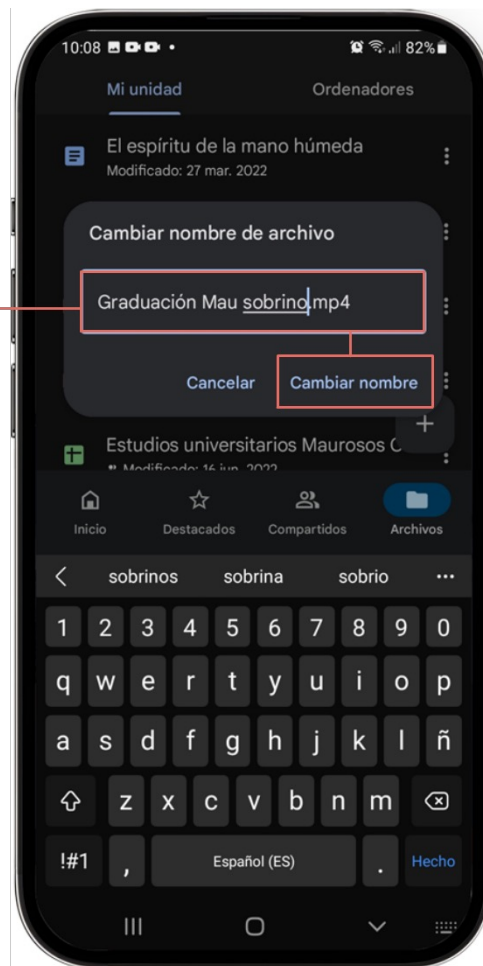 10:08
82%
Mi unidad
Ordenadores
El espíritu de la mano húmeda
Modificado: 27 mar. 2022
Cambiar nombre de archivo
Graduación Mau sobrino.mp4
Cancelar
Cambiar nombre
+
Estudios universitarios Maurosos C
Modificado: 16 jun. 2022
Inicio
Destacados
Compartidos
Archivos
sobrinos
sobrina
sobrio
1 2 3 4 5 6 7 8 9 0
q w e r t y u i o p
a s d f g h j k l ñ
z x c v b n m
!#1 , Español (ES) . Hecho